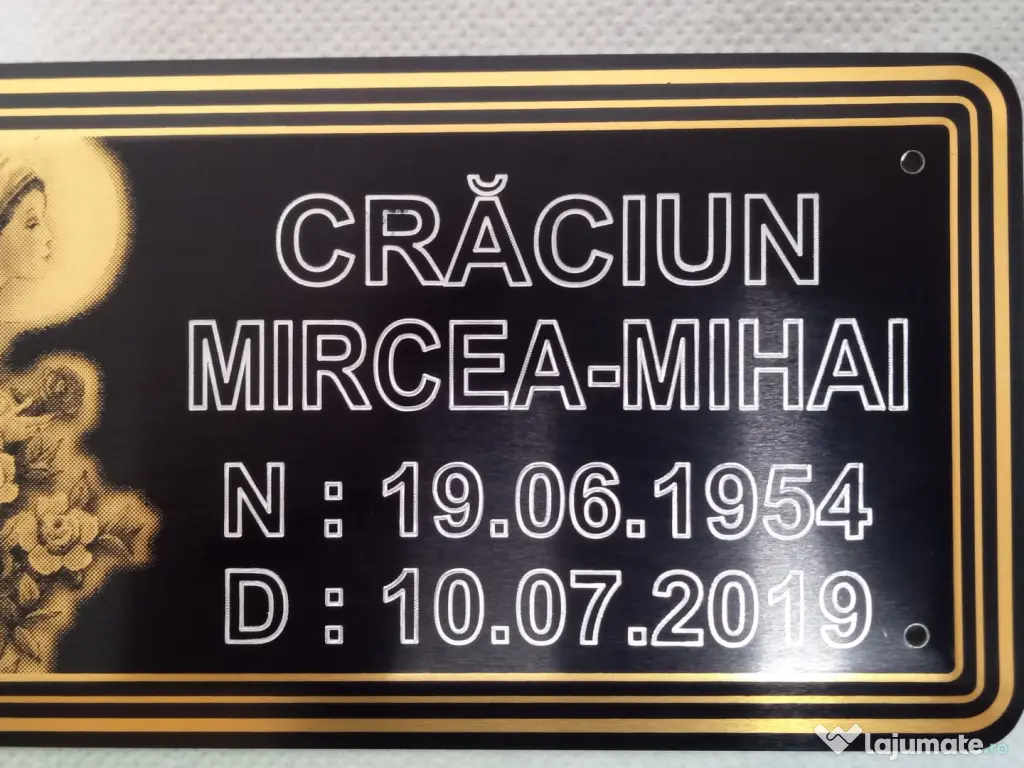 CRĂCIUN
MIRCEA-MIHAI
N : 19.06.1954
D : 10.07.2019
lajumate.ro